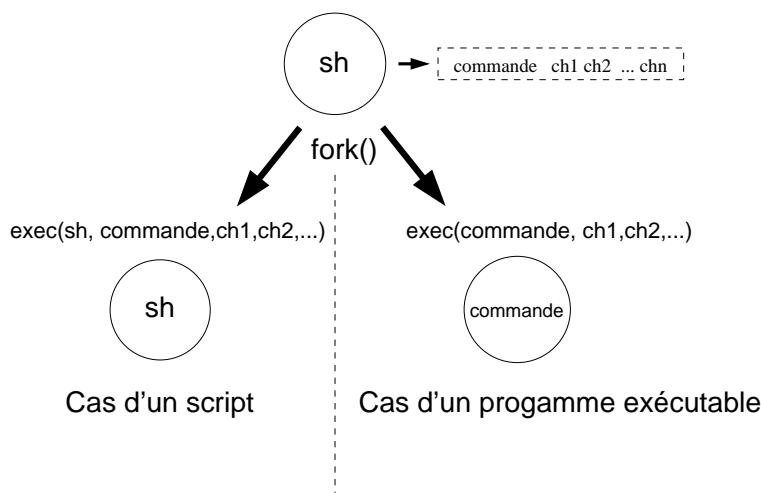 sh
commande ch1 ch2 ... chn
fork()
exec(sh, commande,ch1,ch2,...)
exec(commande, ch1,ch2,...)
sh
commande
Cas d'un script
Cas d'un progamme exécutable